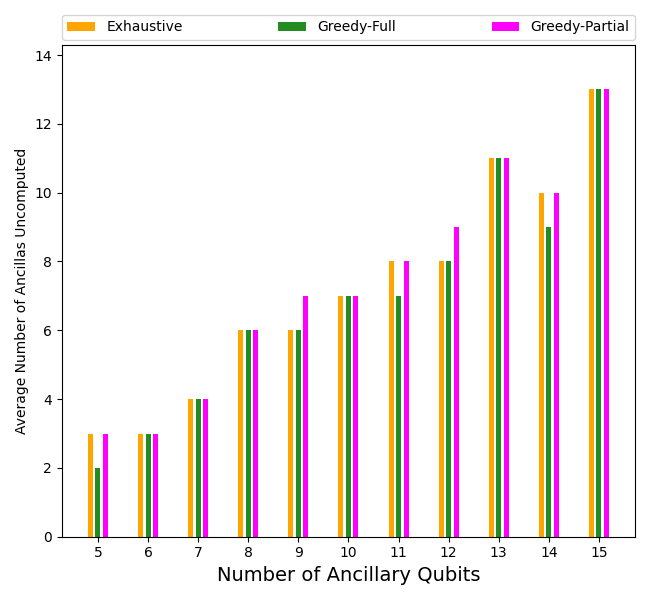 Exhaustive Greedy-Full Greedy-Partial
14
12
10
8
6
4
2
0
Average Number of Ancillas Uncomputed
5 6 7 8 9 10 11 12 13 14 15
Number of Ancillary Qubits